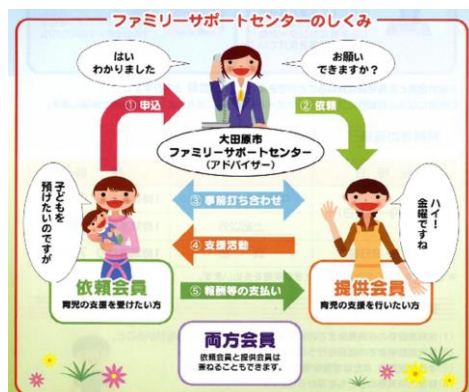 ファミリーサポートセンターのしくみ
はい
わかりました
お願い
できますか？
① 申込
② 依頼
大田原市
ファミリーサポートセンター
（アドバイザー）
子どもを
預けたいのですが
ハイ！
金曜ですね
③ 事前打ち合わせ
④ 支援活動
依頼会員
育児の支援を受けたい方
⑤ 報酬等の支払い
提供会員
育児の支援を行いたい方
両方会員
依頼会員と提供会員は
兼ねることもできます。